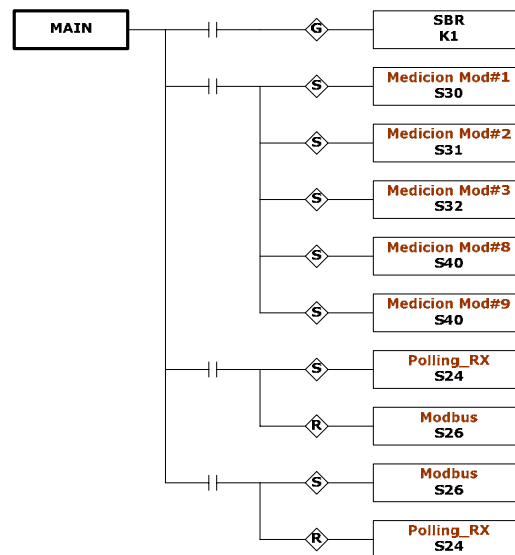 MAIN
G
SBR
K1
S
Medicion Mod#1
S30
S
Medicion Mod#2
S31
S
Medicion Mod#3
S32
S
Medicion Mod#8
S40
S
Medicion Mod#9
S40
S
Polling_RX
S24
R
Modbus
S26
S
Modbus
S26
R
Polling_RX
S24